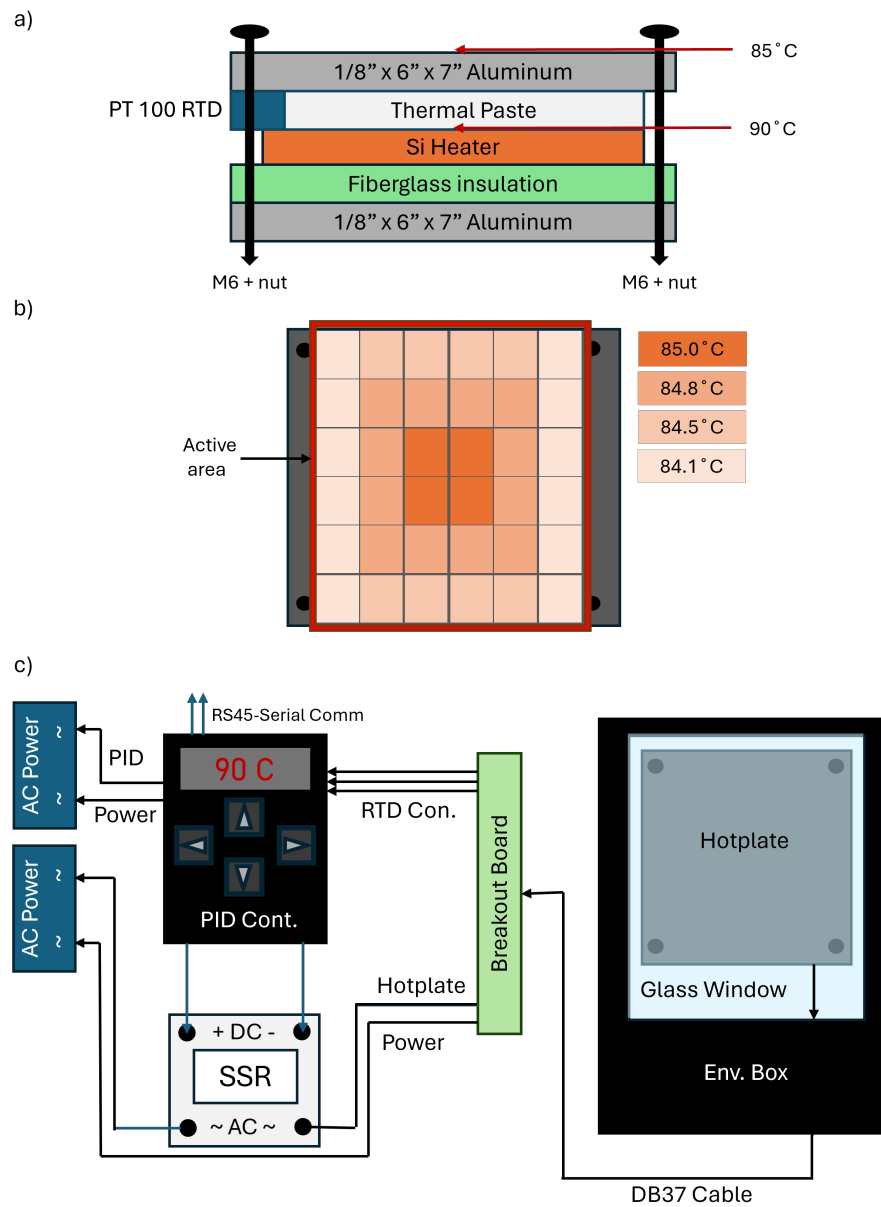 a)
85˚C
1/8” x 6” x 7” Aluminum
PT 100 RTD
Thermal Paste
90˚C
Si Heater
Fiberglass insulation
1/8” x 6” x 7” Aluminum
M6 + nut
M6 + nut
b)
85.0˚C
84.8˚C
84.5˚C
84.1˚C
Active
area
c)
RS45-Serial Comm
AC Power
~
~
PID
Power
90 C
RTD Con.
PID Cont.
AC Power
~
~
Breakout Board
Hotplate
Glass Window
Hotplate
Power
+ DC -
SSR
~ AC ~
Env. Box
DB37 Cable